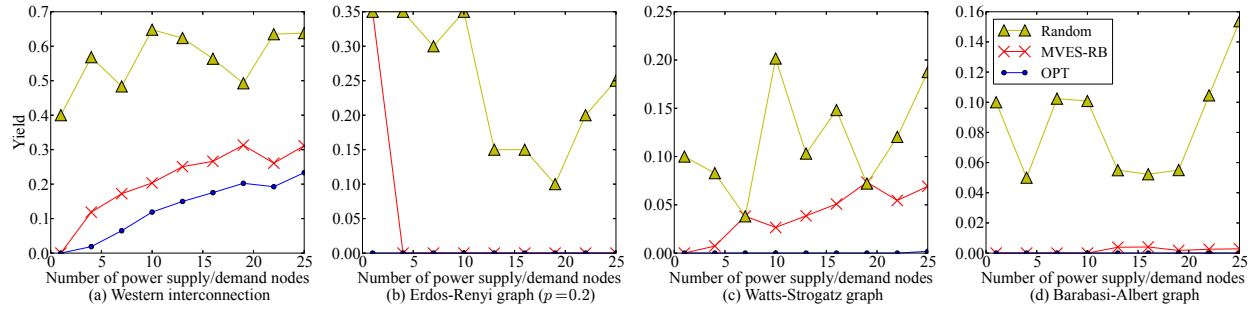 Yield
0.7
0.6
0.5
0.4
0.3
0.2
0.1
0.0
0 5 10 15 20 25
Number of power supply/demand nodes
(a) Western interconnection
0.35
0.30
0.25
0.20
0.15
0.10
0.05
0.00
0 5 10 15 20 25
Number of power supply/demand nodes
(b) Erdos-Renyi graph (p=0.2)
0.25
0.20
0.15
0.10
0.05
0.00
0 5 10 15 20 25
Number of power supply/demand nodes
(c) Watts-Strogatz graph
0.16
0.14
0.12
0.10
0.08
0.06
0.04
0.02
0.00
0 5 10 15 20 25
Random
MVES-RB
OPT
Number of power supply/demand nodes
(d) Barabasi-Albert graph